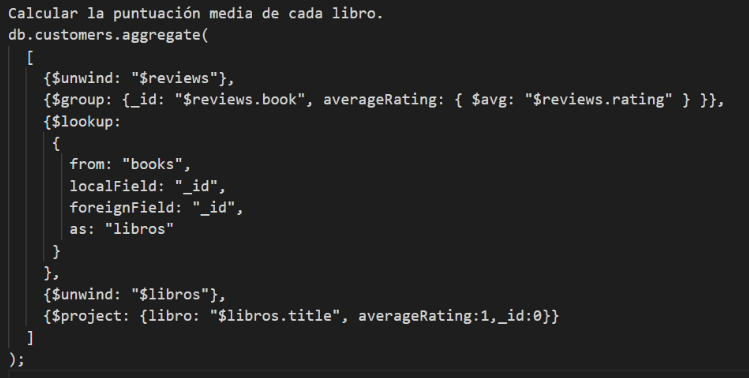 Calcular la puntuación media de cada libro.
db.customers.aggregate(
[
{$unwind: "$reviews"},
{$group: {_id: "$reviews.book", averageRating: { $avg: "$reviews.rating" } }},
{$lookup:
{
from: "books",
localField: "_id",
foreignField: "_id",
as: "libros"
}
},
{$unwind: "$libros"},
{$project: {libro: "$libros.title", averageRating:1,_id:0}}
]
);